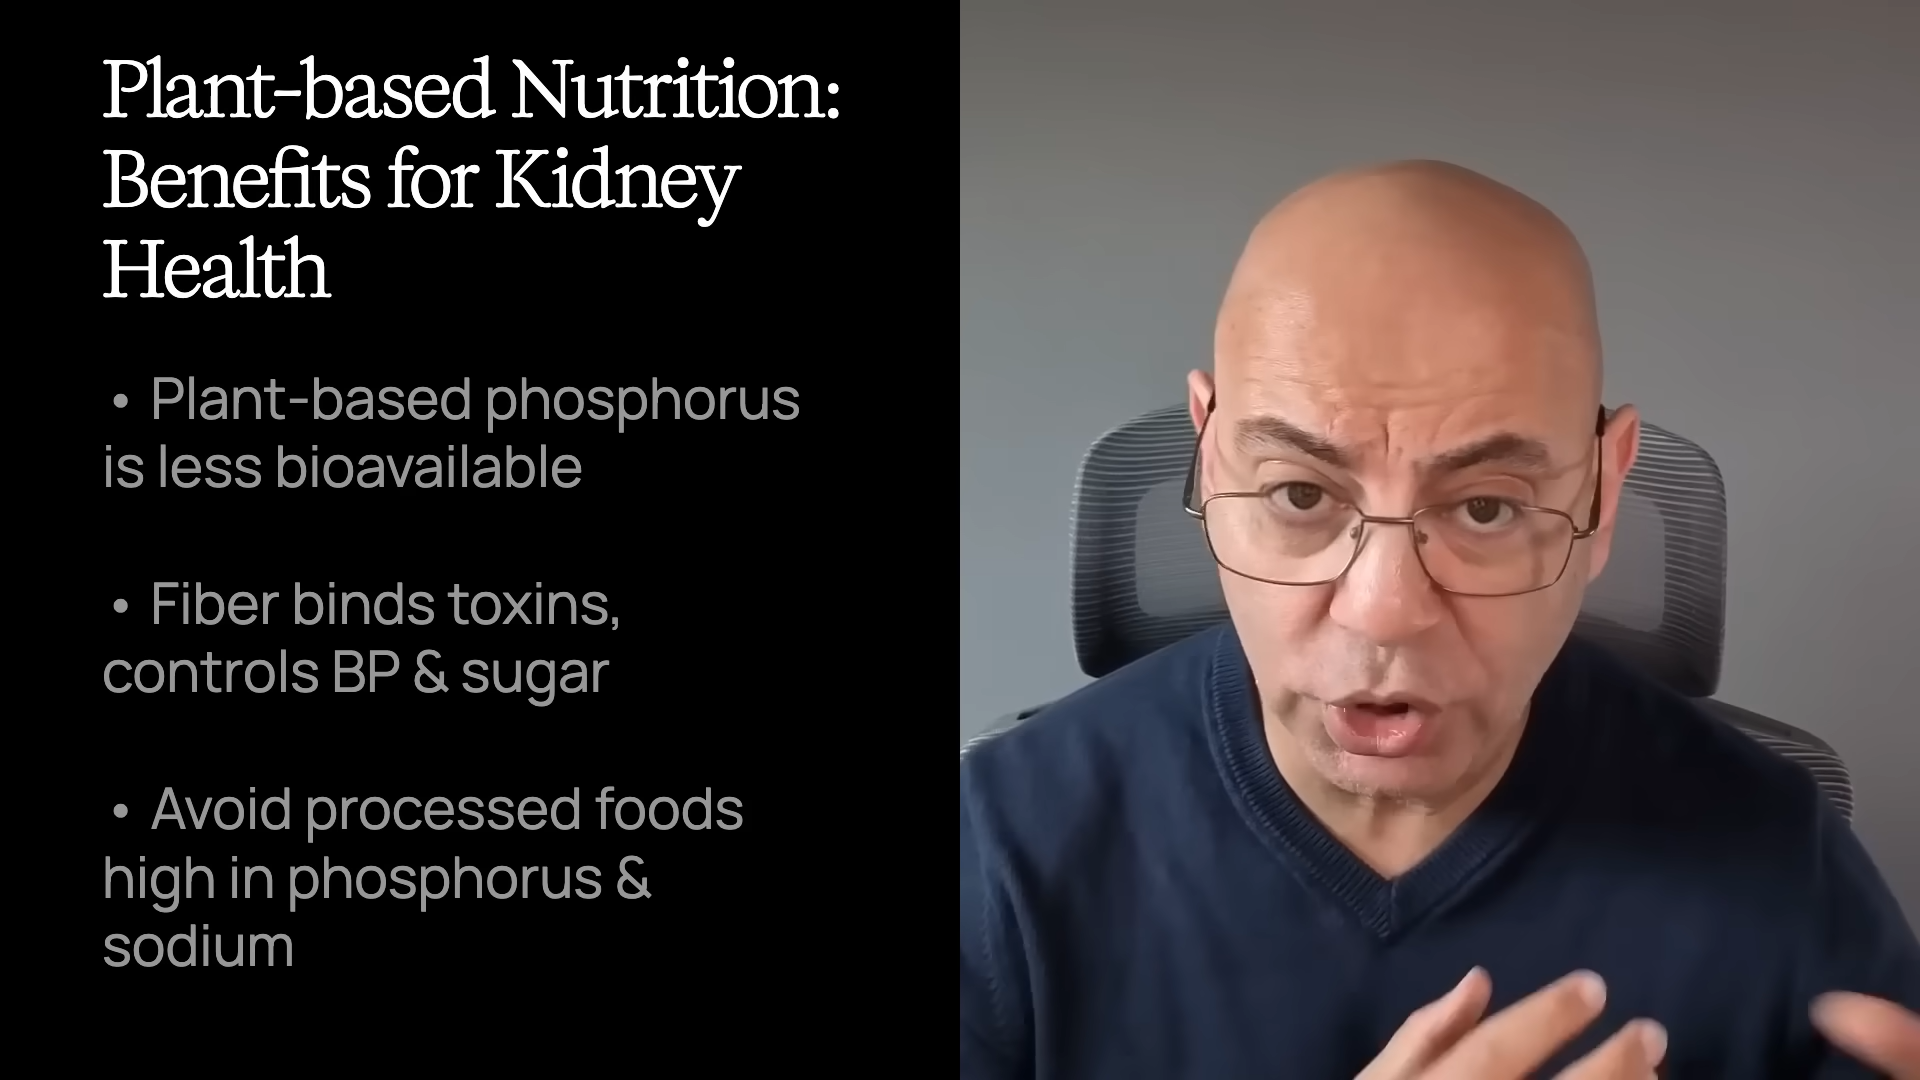 Plant-based Nutrition:
Benefits for Kidney
Health
• Plant-based phosphorus
is less bioavailable
• Fiber binds toxins,
controls BP & sugar
• Avoid processed foods
high in phosphorus &
sodium